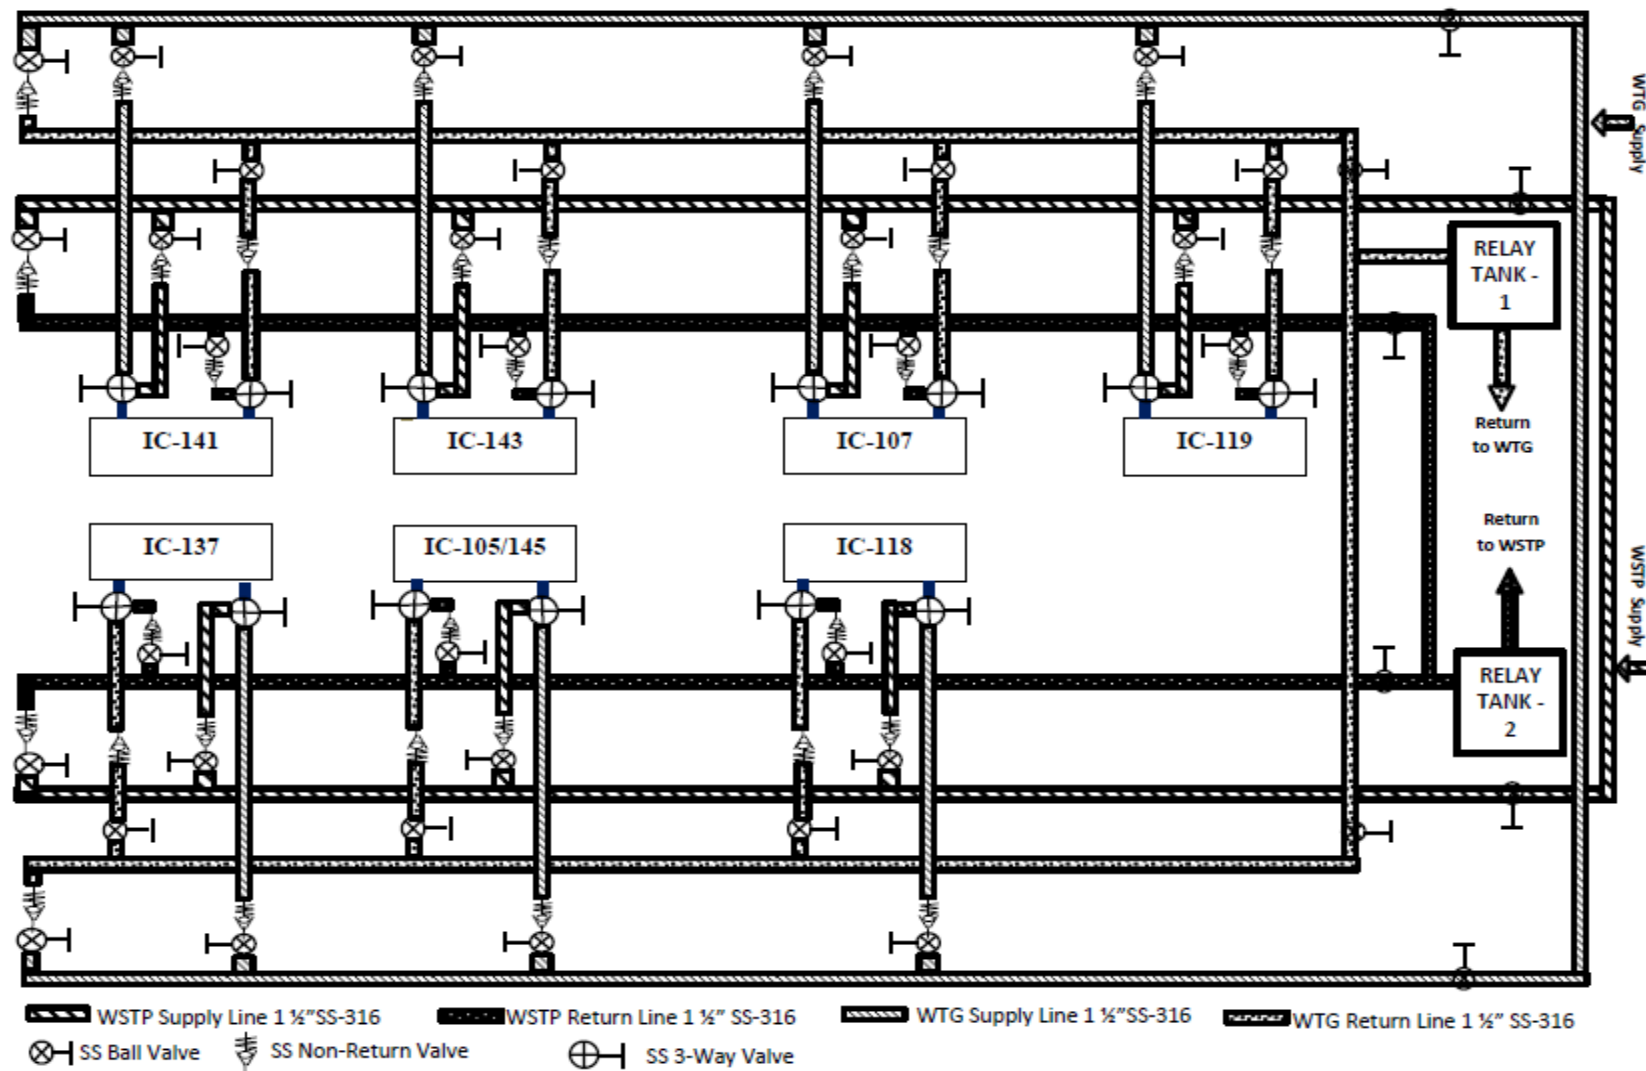 WTG Supply
RELAY
TANK -
1
Return
to WTG
IC-141
IC-143
IC-107
IC-119
IC-137
IC-105/145
IC-118
Return
to WSTP
WSTP Supply
RELAY
TANK -
2
WSTP Supply Line 1 ½”SS-316
WSTP Return Line 1 ½” SS-316
WTG Supply Line 1 ½”SS-316
WTG Return Line 1 ½” SS-316
SS Ball Valve
SS Non-Return Valve
SS 3-Way Valve